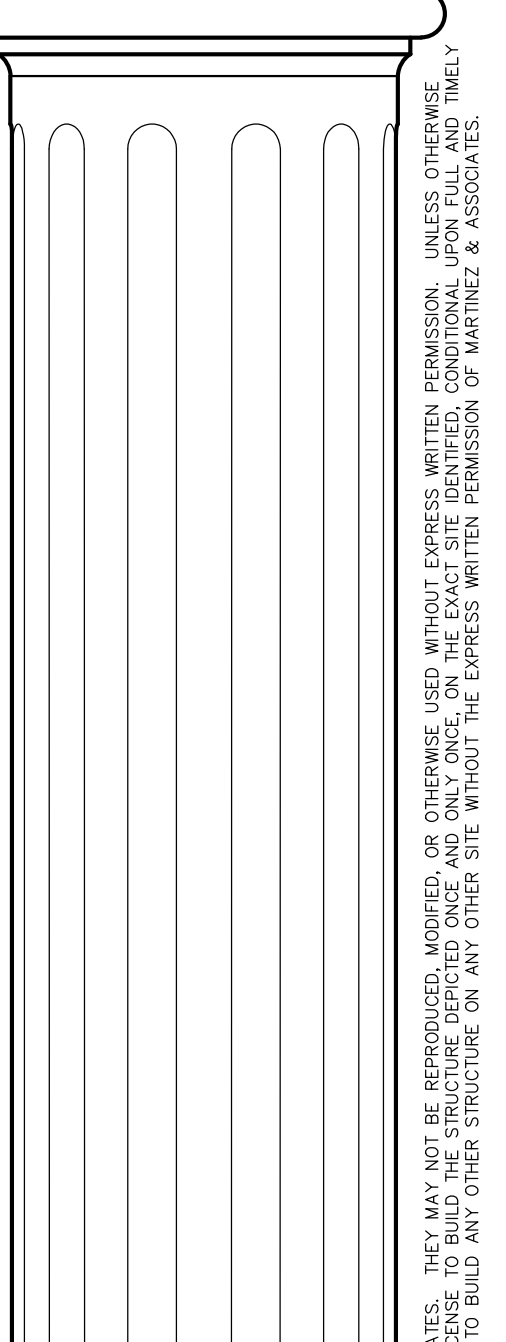 THEY MAY NOT BE REPRODUCED, MODIFIED, OR OTHERWISE USED WITHOUT EXPRESS WRITTEN PERMISSION. UNLESS OTHERWISE
TO BUILD THE STRUCTURE DEPICTED ONCE AND ONLY ONCE, ON THE EXACT SITE IDENTIFIED, CONDITIONAL UPON FULL AND TIMELY
TO BUILD ANY OTHER STRUCTURE ON ANY OTHER SITE WITHOUT THE EXPRESS WRITTEN PERMISSION OF MARTINEZ & ASSOCIATES.